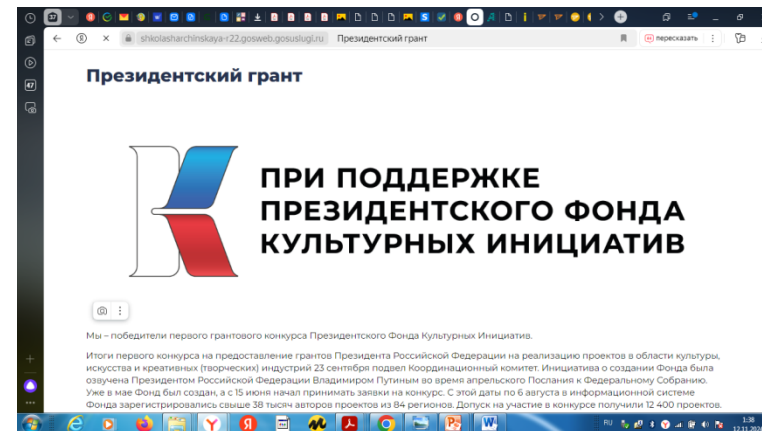 37
shkolasharchinskaya-r22.gosweb.gosuslugi.ru Президентский грант
пересказать
47
Президентский грант
ПРИ ПОДДЕРЖКЕ
ПРЕЗИДЕНТСКОГО ФОНДА
КУЛЬТУРНЫХ ИНИЦИАТИВ
Мы – победители первого грантового конкурса Президентского Фонда Культурных Инициатив.
Итоги первого конкурса на предоставление грантов Президента Российской Федерации на реализацию проектов в области культуры,
искусства и креативных (творческих) индустрий 23 сентября подвел Координационный комитет. Инициатива о создании Фонда была
озвучена Президентом Российской Федерации Владимиром Путиным во время апрельского Послания к Федеральному Собранию.
Уже в мае Фонд был создан, а с 15 июня начал принимать заявки на конкурс. С этой даты по 6 августа в информационной системе
Фонда зарегистрировались свыше 38 тысяч авторов проектов из 84 регионов. Допуск на участие в конкурсе получили 12 400 проектов.
RU
1:38